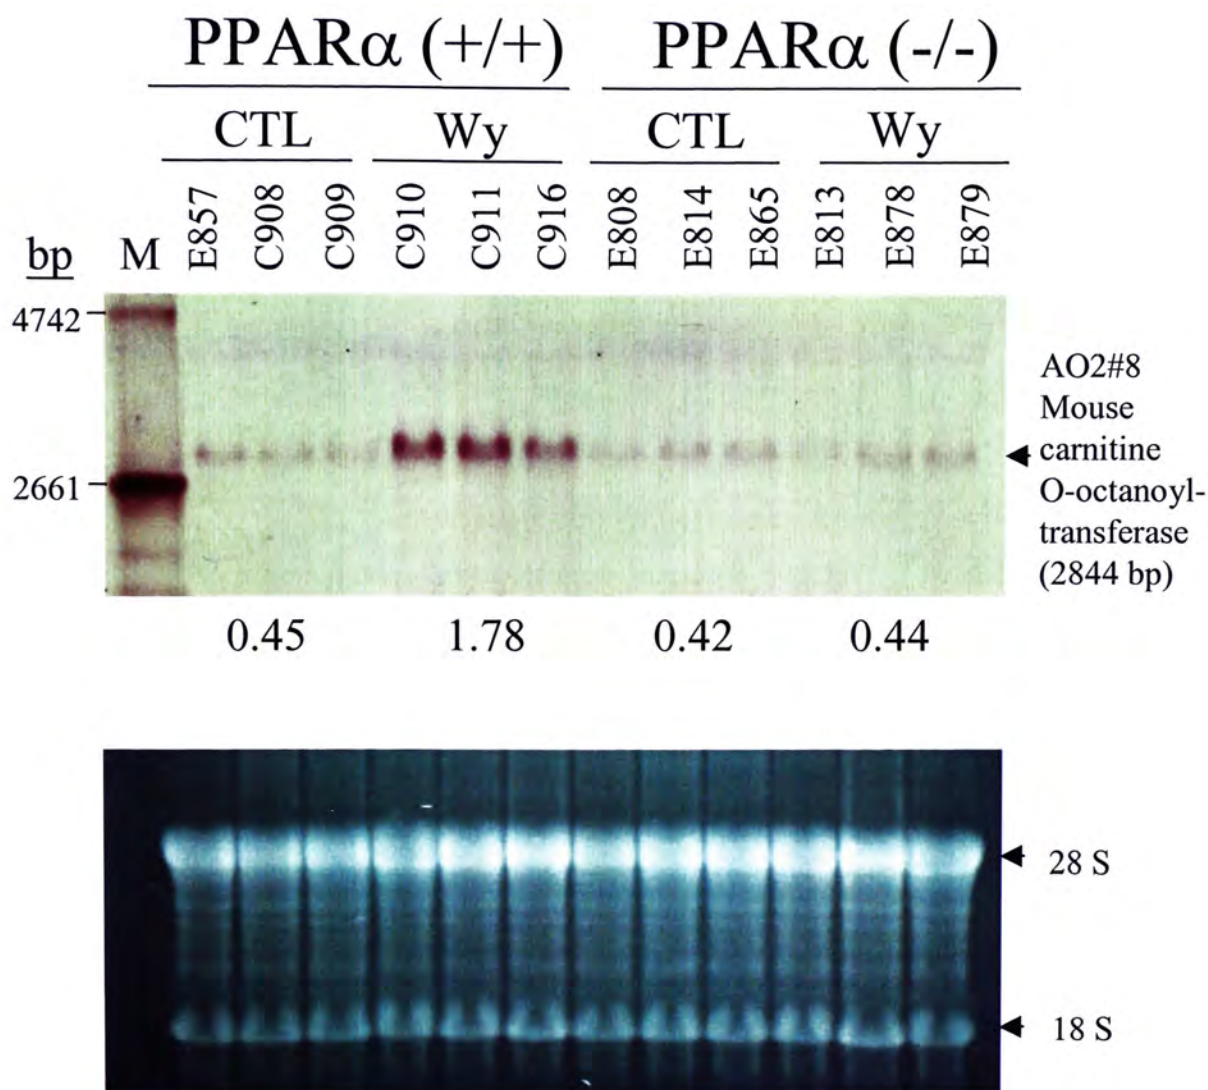 PPARα (+/+) PPARα (-/-)
CTL Wy CTL Wy
bp M E857 C908 C909 C910 C911 C916 E808 E814 E865 E813 E878 E879
4742
2661
AO2#8
Mouse
carnitine
O-octanoyl-
transferase
(2844 bp)
0.45 1.78 0.42 0.44
28 S
18 S